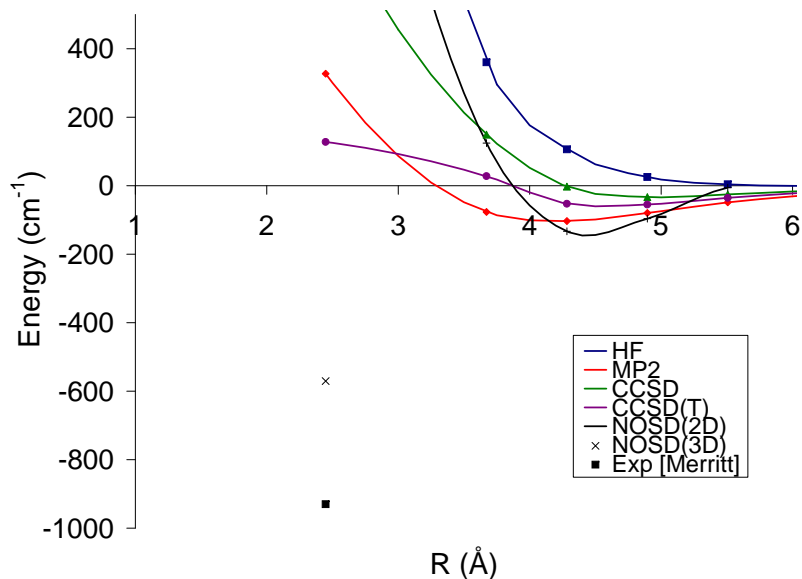 400
200
0
1 2 3 4 5 6
-200
-400
-600
-800
-1000
Energy (cm-1)
R (Å)
HF
MP2
CCSD
CCSD(T)
NOSD(2D)
NOSD(3D)
Exp [Merritt]